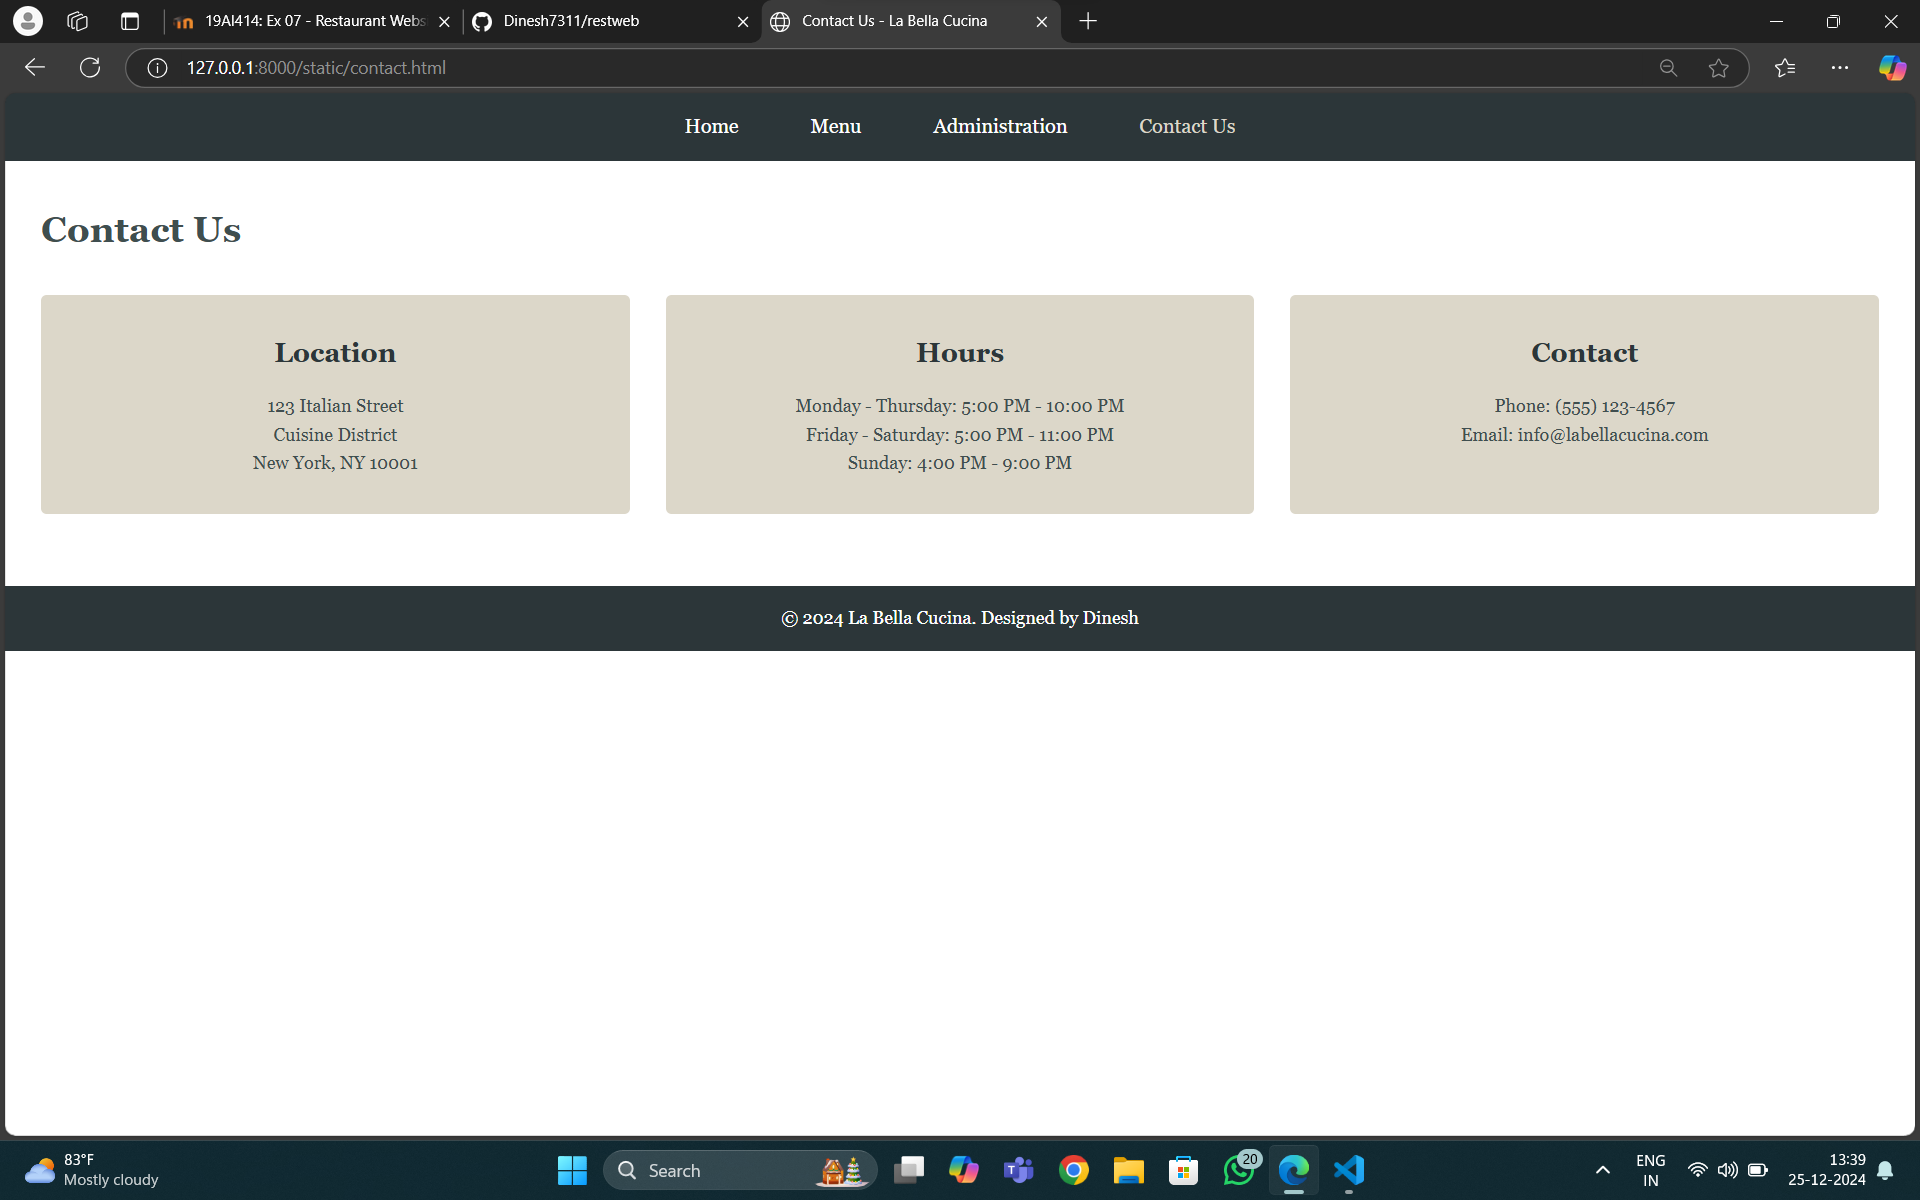 19AI414: Ex 07 - Restaurant Webs
Dinesh7311/restweb
Contact Us - La Bella Cucina
127.0.0.1:8000/static/contact.html
Home
Menu
Administration
Contact Us
Contact Us
Location
123 Italian Street
Cuisine District
New York, NY 10001
Hours
Monday - Thursday: 5:00 PM - 10:00 PM
Friday - Saturday: 5:00 PM - 11:00 PM
Sunday: 4:00 PM - 9:00 PM
Contact
Phone: (555) 123-4567
Email: info@labellacucina.com
© 2024 La Bella Cucina. Designed by Dinesh
83°F
Mostly cloudy
Search
20
ENG
IN
13:39
25-12-2024